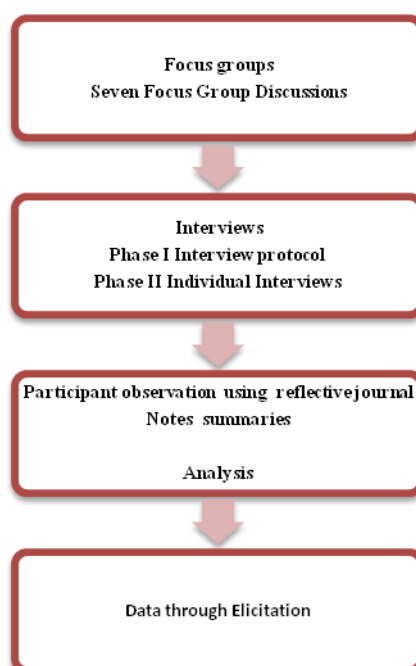 Focus groups
Seven Focus Group Discussions
Interviews
Phase I Interview protocol
Phase II Individual Interviews
Participant observation using reflective journal
Notes summaries
Analysis
Data through Elicitation